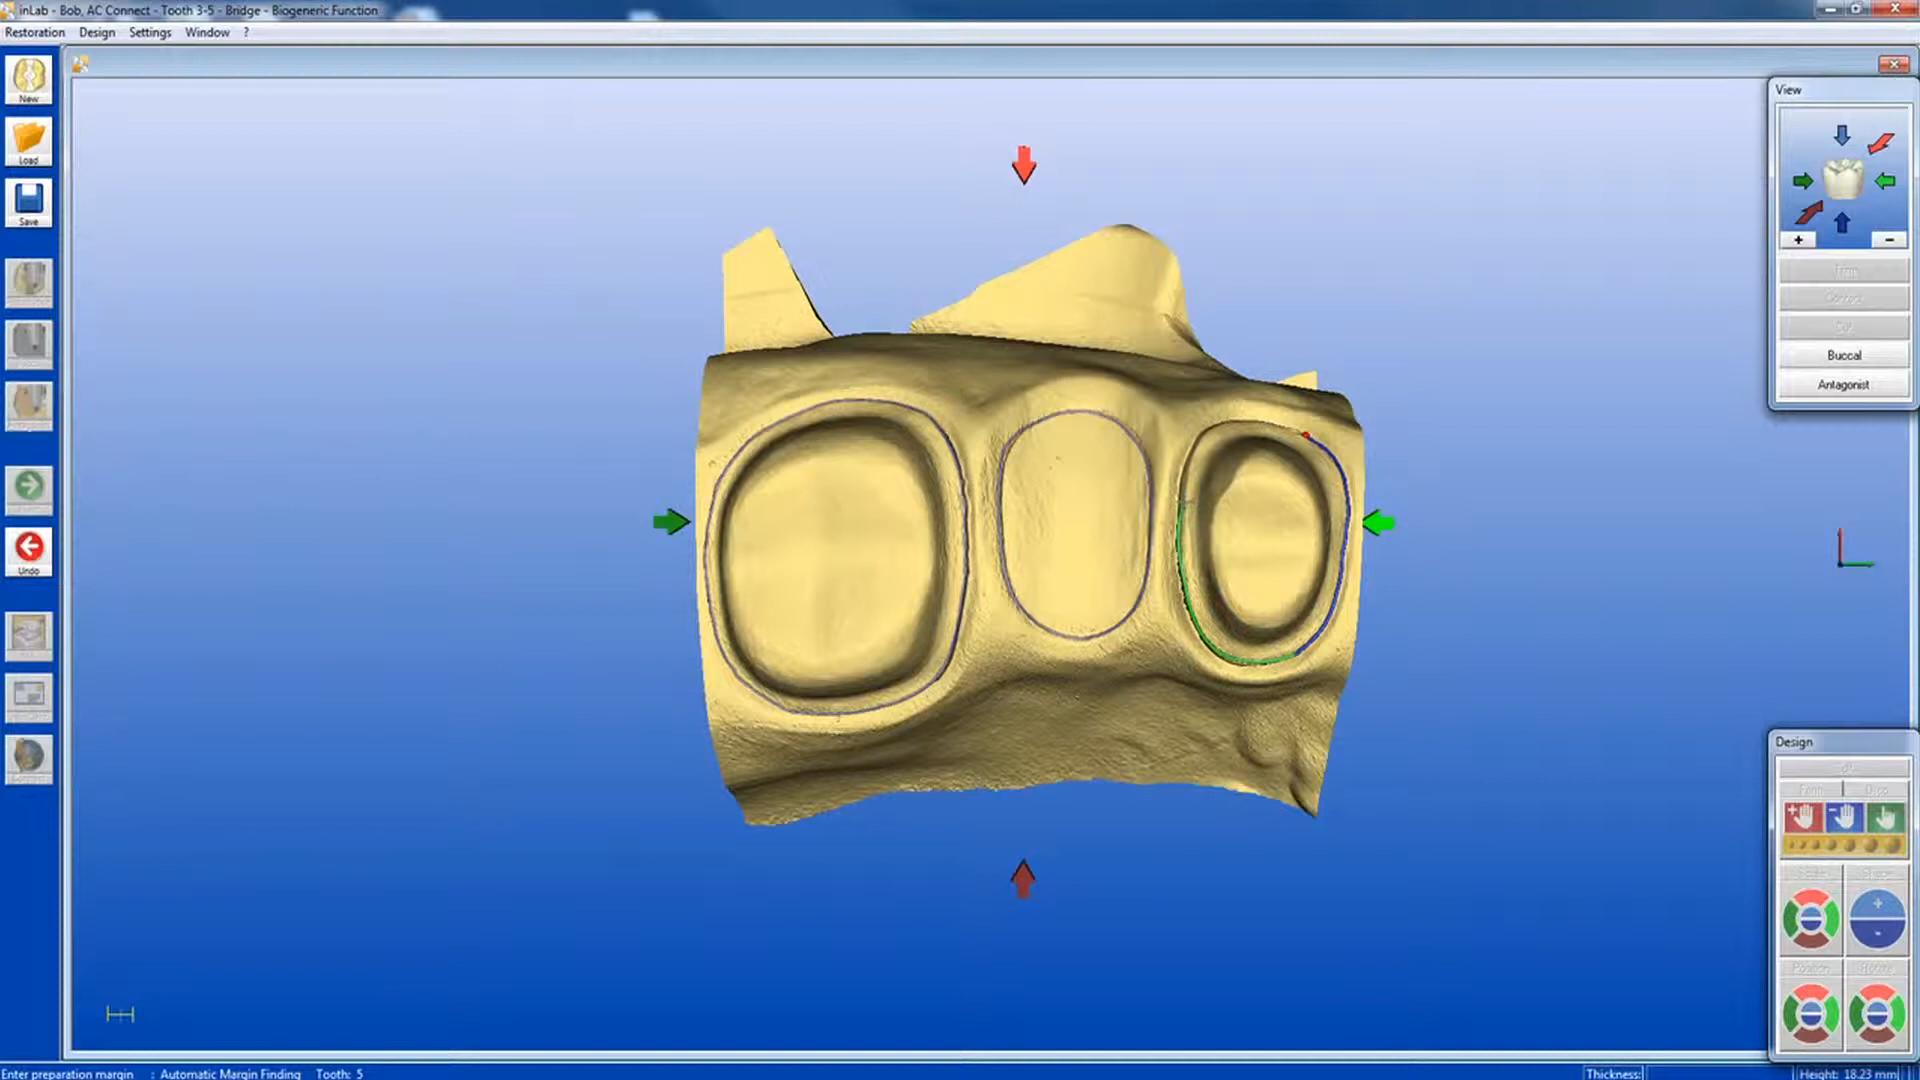 inLab - Bob, AC Connect - Tooth 3-5 - Bridge - Biogeneric Function
Restoration Design Settings Window ?
New
Load
Save
Undo
View
+ -
Buccal
Antagonist
Design
Enter preparation margin : Automatic Margin Finding Tooth: 5
Thickness: Height: 18.23 mm